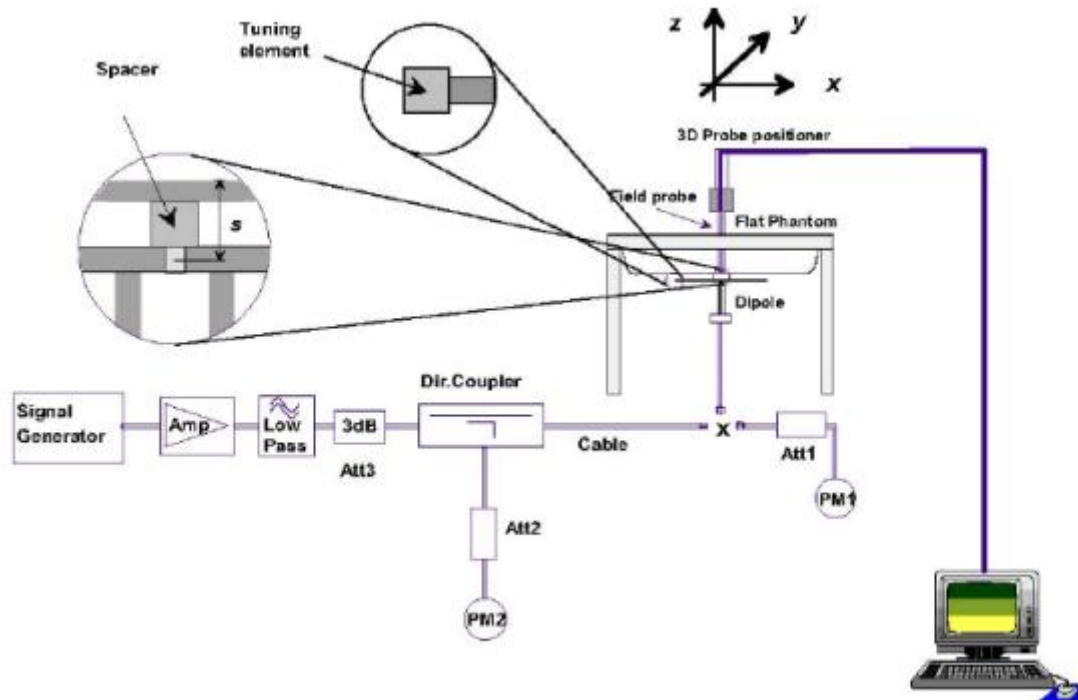 Tuning
element
Spacer
z
y
x
3D Probe positioner
Field probe
s
Flat Phantom
Dipole
Dir.Coupler
Signal
Generator
Amp
Low
Pass
3dB
Cable
x
Att3
Att1
PM1
Att2
PM2